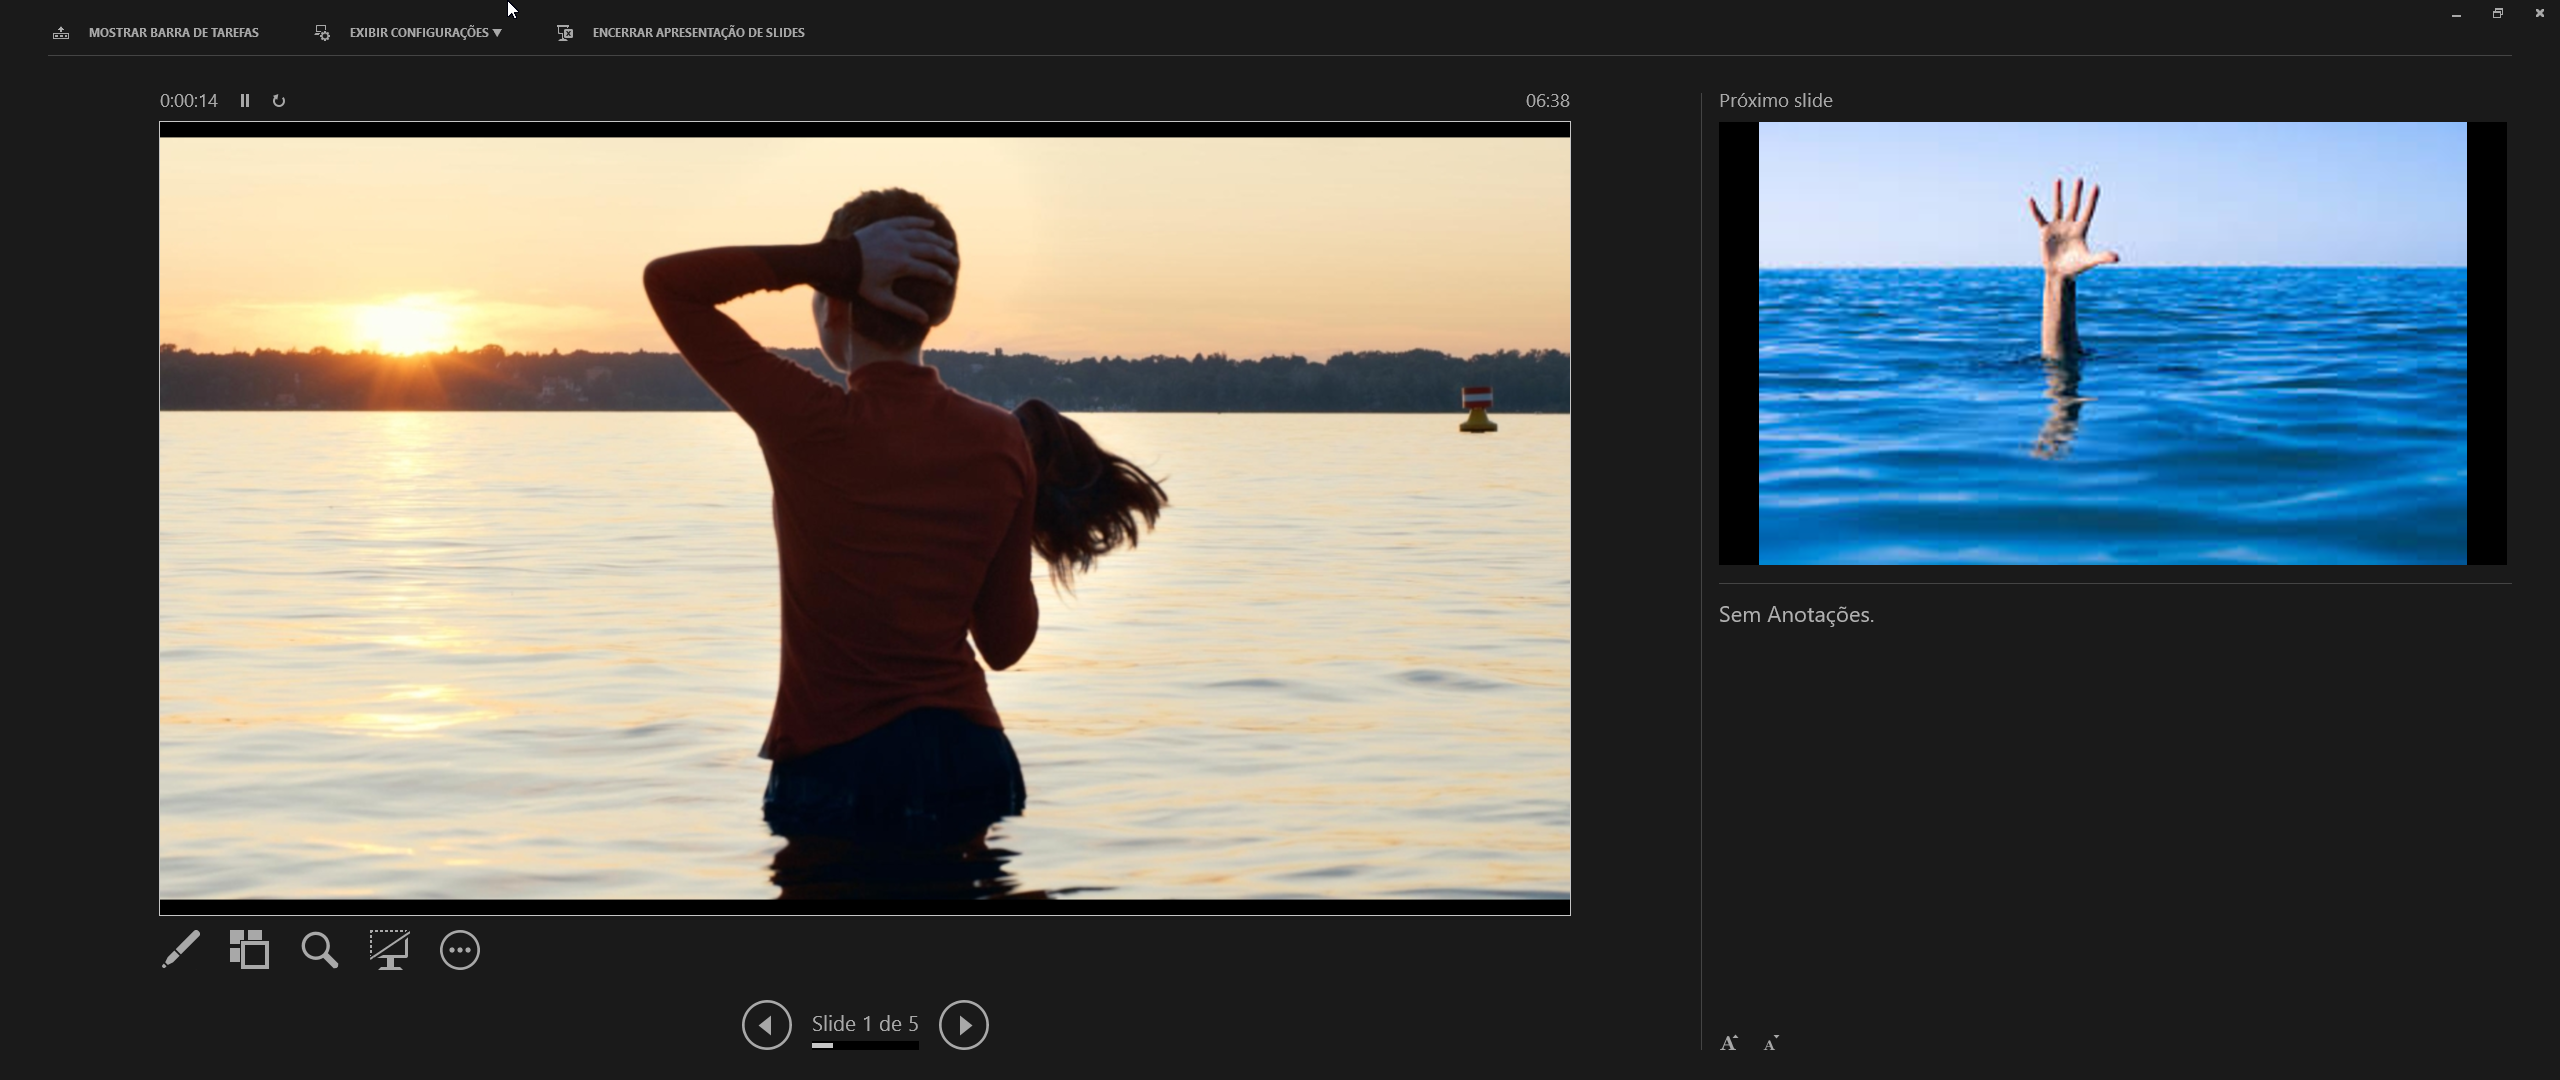 MOSTRAR BARRA DE TAREFAS
EXIBIR CONFIGURAÇÕES ▼
ENCERRAR APRESENTAÇÃO DE SLIDES
0:00:14
06:38
Próximo slide
Sem Anotações.
Slide 1 de 5
A A